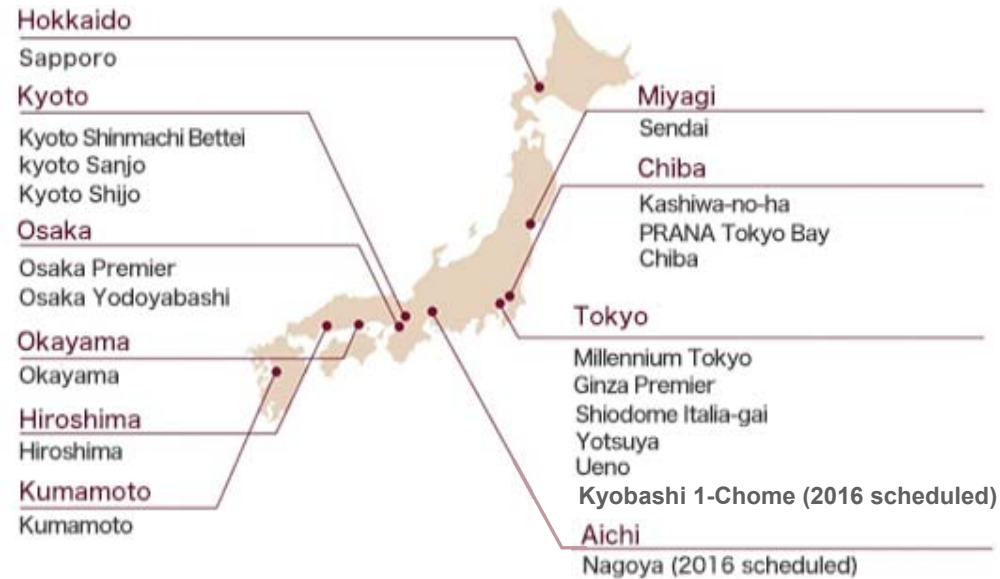 Hokkaido
Sapporo
Kyoto
Kyoto Shinmachi Bettei
kyoto Sanjo
Kyoto Shijo
Osaka
Osaka Premier
Osaka Yodoyabashi
Okayama
Okayama
Hiroshima
Hiroshima
Kumamoto
Kumamoto
Miyagi
Sendai
Chiba
Kashiwa-no-ha
PRANA Tokyo Bay
Chiba
Tokyo
Millennium Tokyo
Ginza Premier
Shiodome Italia-gai
Yotsuya
Ueno
Kyobashi 1-Chome (2016 scheduled)
Aichi
Nagoya (2016 scheduled)